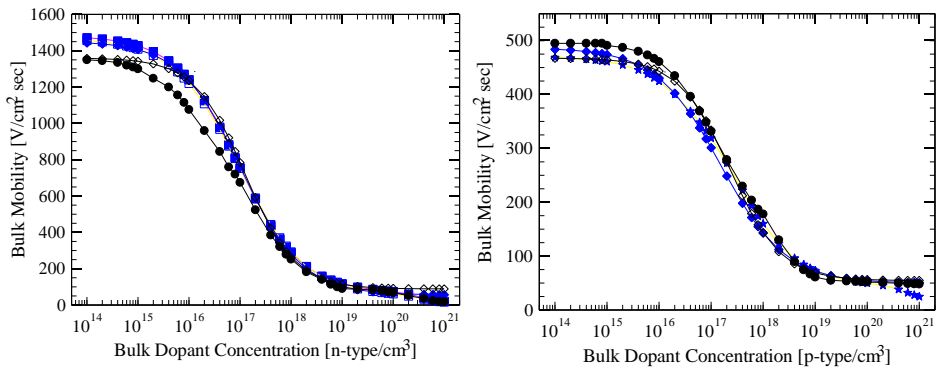 1600
1400
1200
1000
800
600
400
200
0
Bulk Mobility [V/cm² sec]
10¹⁴ 10¹⁵ 10¹⁶ 10¹⁷ 10¹⁸ 10¹⁹ 10²⁰ 10²¹
Bulk Dopant Concentration [n-type/cm³]
500
400
300
200
100
0
Bulk Mobility [V/cm² sec]
10¹⁴ 10¹⁵ 10¹⁶ 10¹⁷ 10¹⁸ 10¹⁹ 10²⁰ 10²¹
Bulk Dopant Concentration [p-type/cm³]